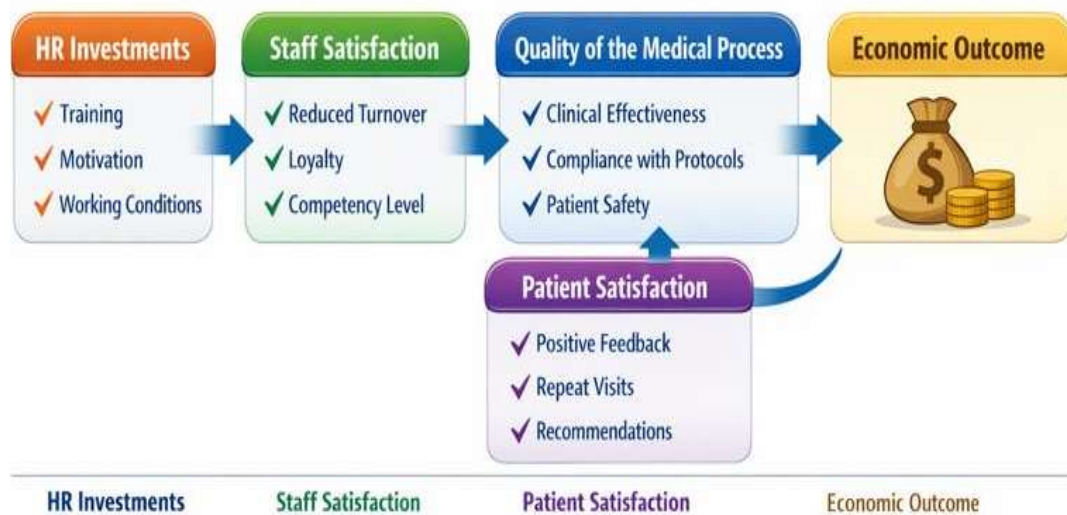 HR Investments
Training
Motivation
Working Conditions
Staff Satisfaction
Reduced Turnover
Loyalty
Competency Level
Quality of the Medical Process
Clinical Effectiveness
Compliance with Protocols
Patient Safety
Economic Outcome
$
Patient Satisfaction
Positive Feedback
Repeat Visits
Recommendations
HR Investments
Staff Satisfaction
Patient Satisfaction
Economic Outcome